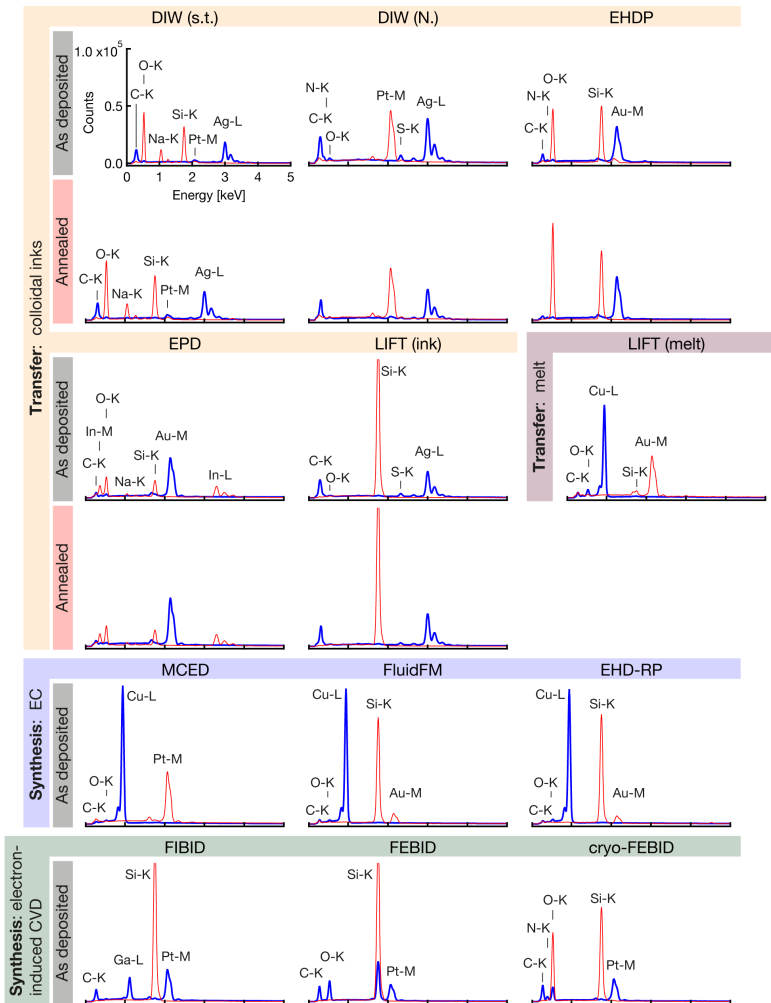 DIW (s.t.)
DIW (N.)
EHDP
Transfer: colloidal inks
As deposited
1.0 x10⁵
0.5
0.0
Counts
0
1
2
3
4
5
Energy [keV]
C-K
O-K
Na-K
Si-K
Pt-M
Ag-L
N-K
C-K
O-K
Pt-M
S-K
Ag-L
O-K
N-K
C-K
Si-K
Au-M
Annealed
O-K
C-K
Na-K
Si-K
Pt-M
Ag-L
EPD
LIFT (ink)
LIFT (melt)
As deposited
O-K
In-M
C-K
Na-K
Si-K
Au-M
In-L
Si-K
C-K
O-K
S-K
Ag-L
Transfer: melt
Cu-L
O-K
C-K
Si-K
Au-M
Annealed
MCED
FluidFM
EHD-RP
Synthesis: EC
As deposited
Cu-L
O-K
C-K
Pt-M
Cu-L
O-K
C-K
Si-K
Au-M
Cu-L
O-K
C-K
Si-K
Au-M
FIBID
FEBID
cryo-FEBID
Synthesis: electron-
induced CVD
As deposited
Si-K
C-K
Ga-L
Pt-M
Si-K
O-K
C-K
Pt-M
O-K
N-K
C-K
Si-K
Pt-M